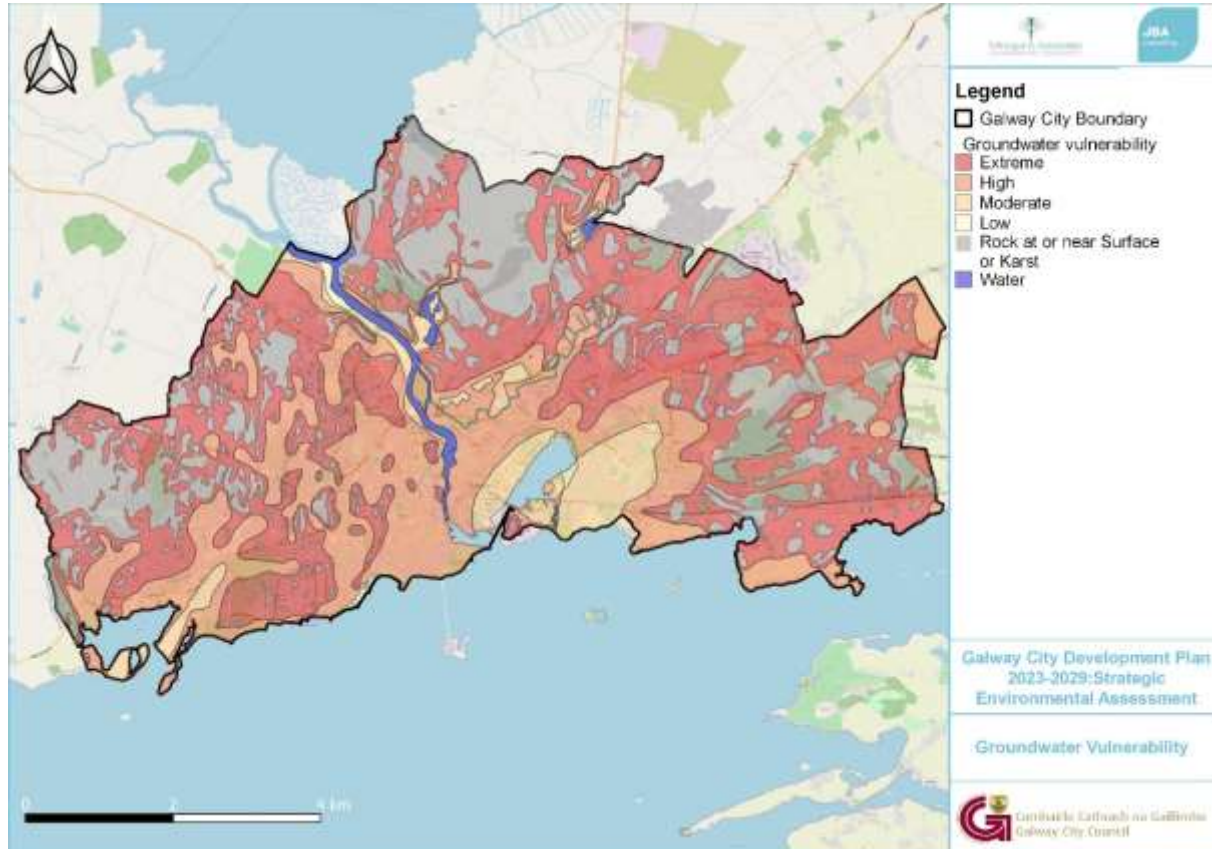 JBA
Legend
Galway City Boundary
Groundwater vulnerability
Extreme
High
Moderate
Low
Rock at or near Surface
or Karst
Water
0 2 4 km
Galway City Development Plan
2023-2029:Strategic
Environmental Assessment
Groundwater Vulnerability
Galway City Council